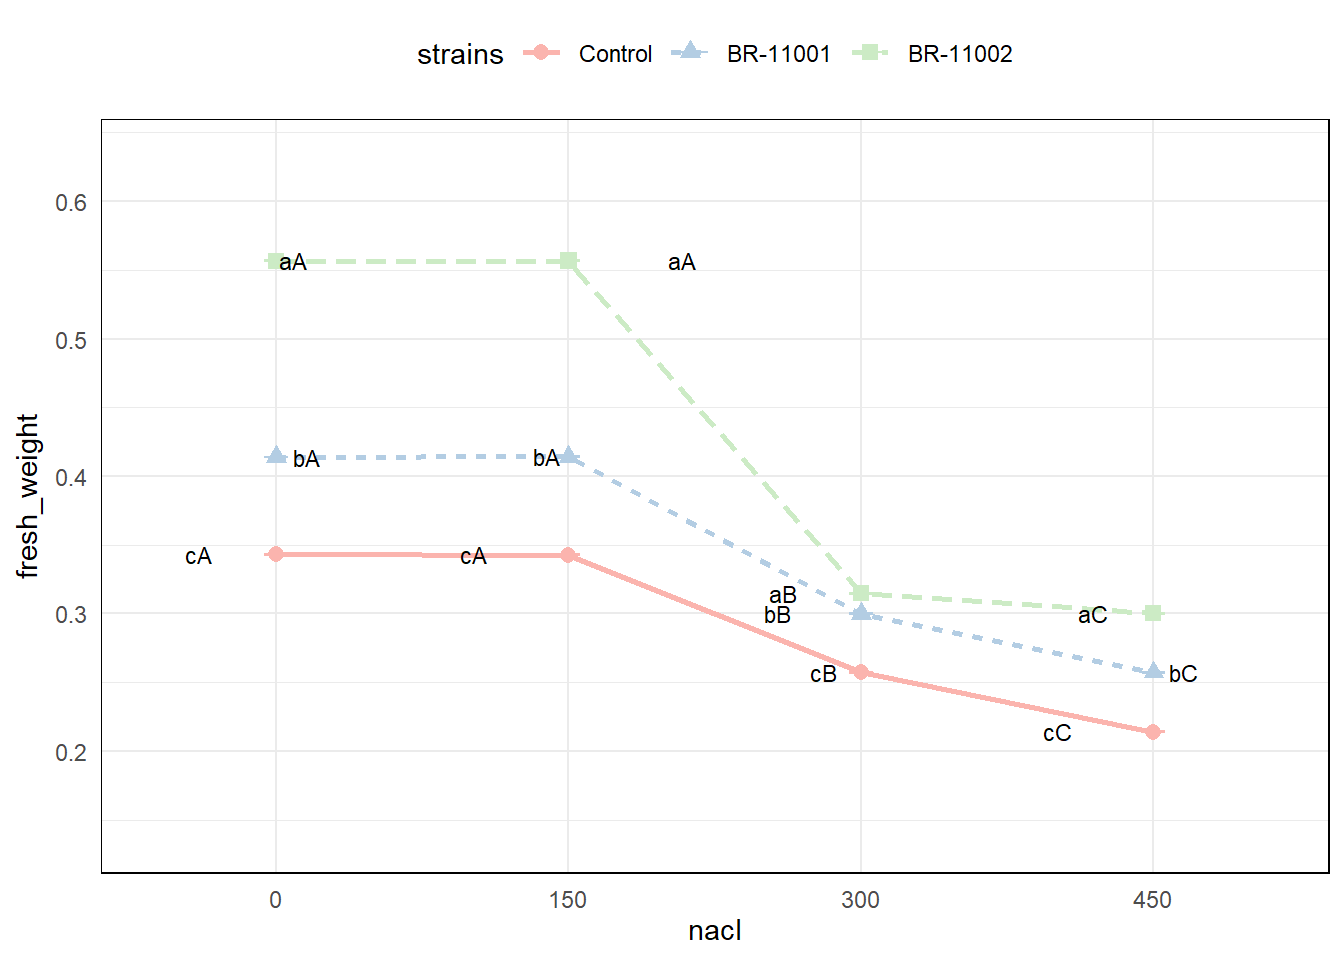 strains Control BR-11001 BR-11002
0.6
aA aA
0.5
0.4
bA bA
cA cA
0.3
aB
bB aC
cB bC
cC
0.2
fresh_weight
0 150 300 450
nacl